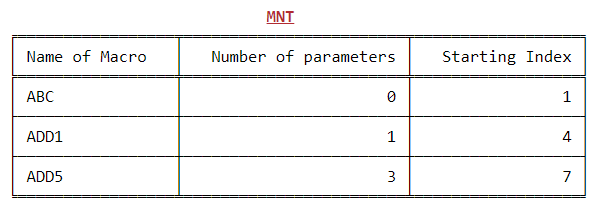 MNT
Name of Macro Number of parameters Starting Index
ABC 0 1
ADD1 1 4
ADD5 3 7